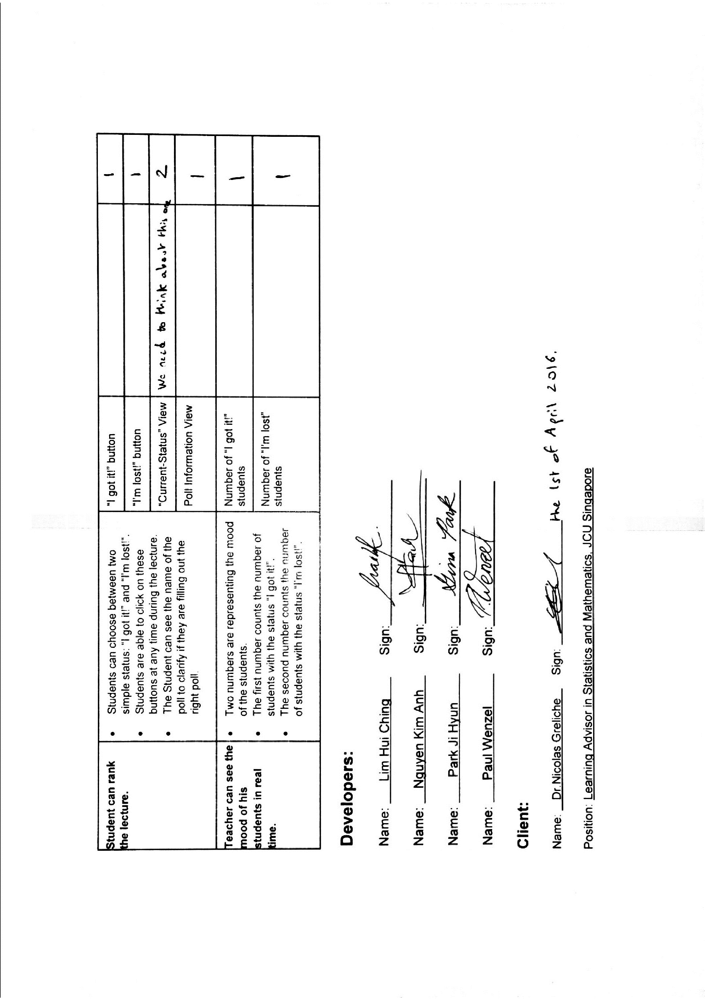 Student can rank
the lecture.
• Students can choose between two
simple status: "I got it!" and "I'm lost!".
• Students are able to click on these
buttons at any time during the lecture.
• The Student can see the name of the
poll to clarify if they are filling out the
right poll.
"I got it!" button
1
"I'm lost!" button
1
"Current-Status" View
We need to think about this one
2
Poll Information View
1
Teacher can see the
mood of his
students in real
time.
• Two numbers are representing the mood
of the students.
• The first number counts the number of
students with the status "I got it!".
• The second number counts the number
of students with the status "I'm lost!".
Number of "I got it!"
students
1
Number of "I'm lost"
students
1
Developers:
Name: Lim Hui Ching Sign:
Name: Nguyen Kim Anh Sign:
Name: Park Ji Hyun Sign: Gina Park
Name: Paul Wenzel Sign: P.Wenzel
Client:
Name: Dr.Nicolas Greliche Sign: the 1st of April 2016.
Position: Learning Advisor in Statistics and Mathematics, JCU Singapore